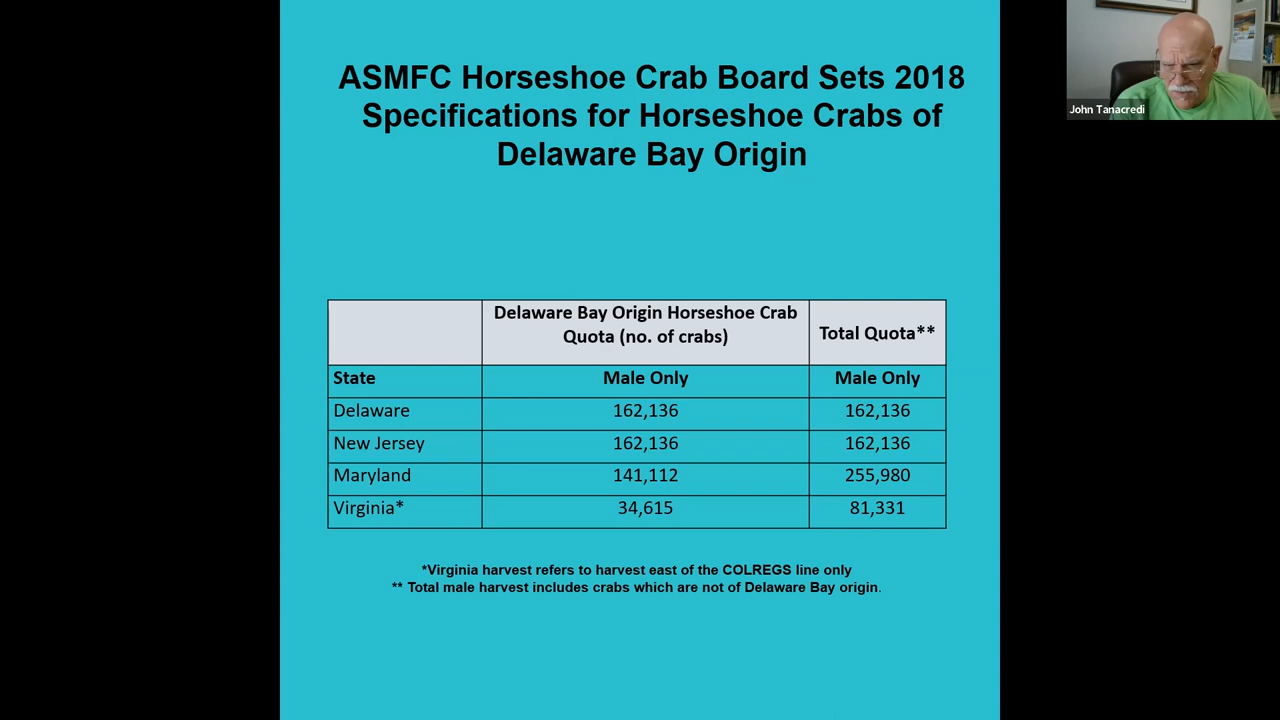 ASMFC Horseshoe Crab Board Sets 2018
Specifications for Horseshoe Crabs of
Delaware Bay Origin
John Tanacredi
Delaware Bay Origin Horseshoe Crab
Quota (no. of crabs)
Total Quota**
State Male Only Male Only
Delaware 162,136 162,136
New Jersey 162,136 162,136
Maryland 141,112 255,980
Virginia* 34,615 81,331
*Virginia harvest refers to harvest east of the COLREGS line only
** Total male harvest includes crabs which are not of Delaware Bay origin.